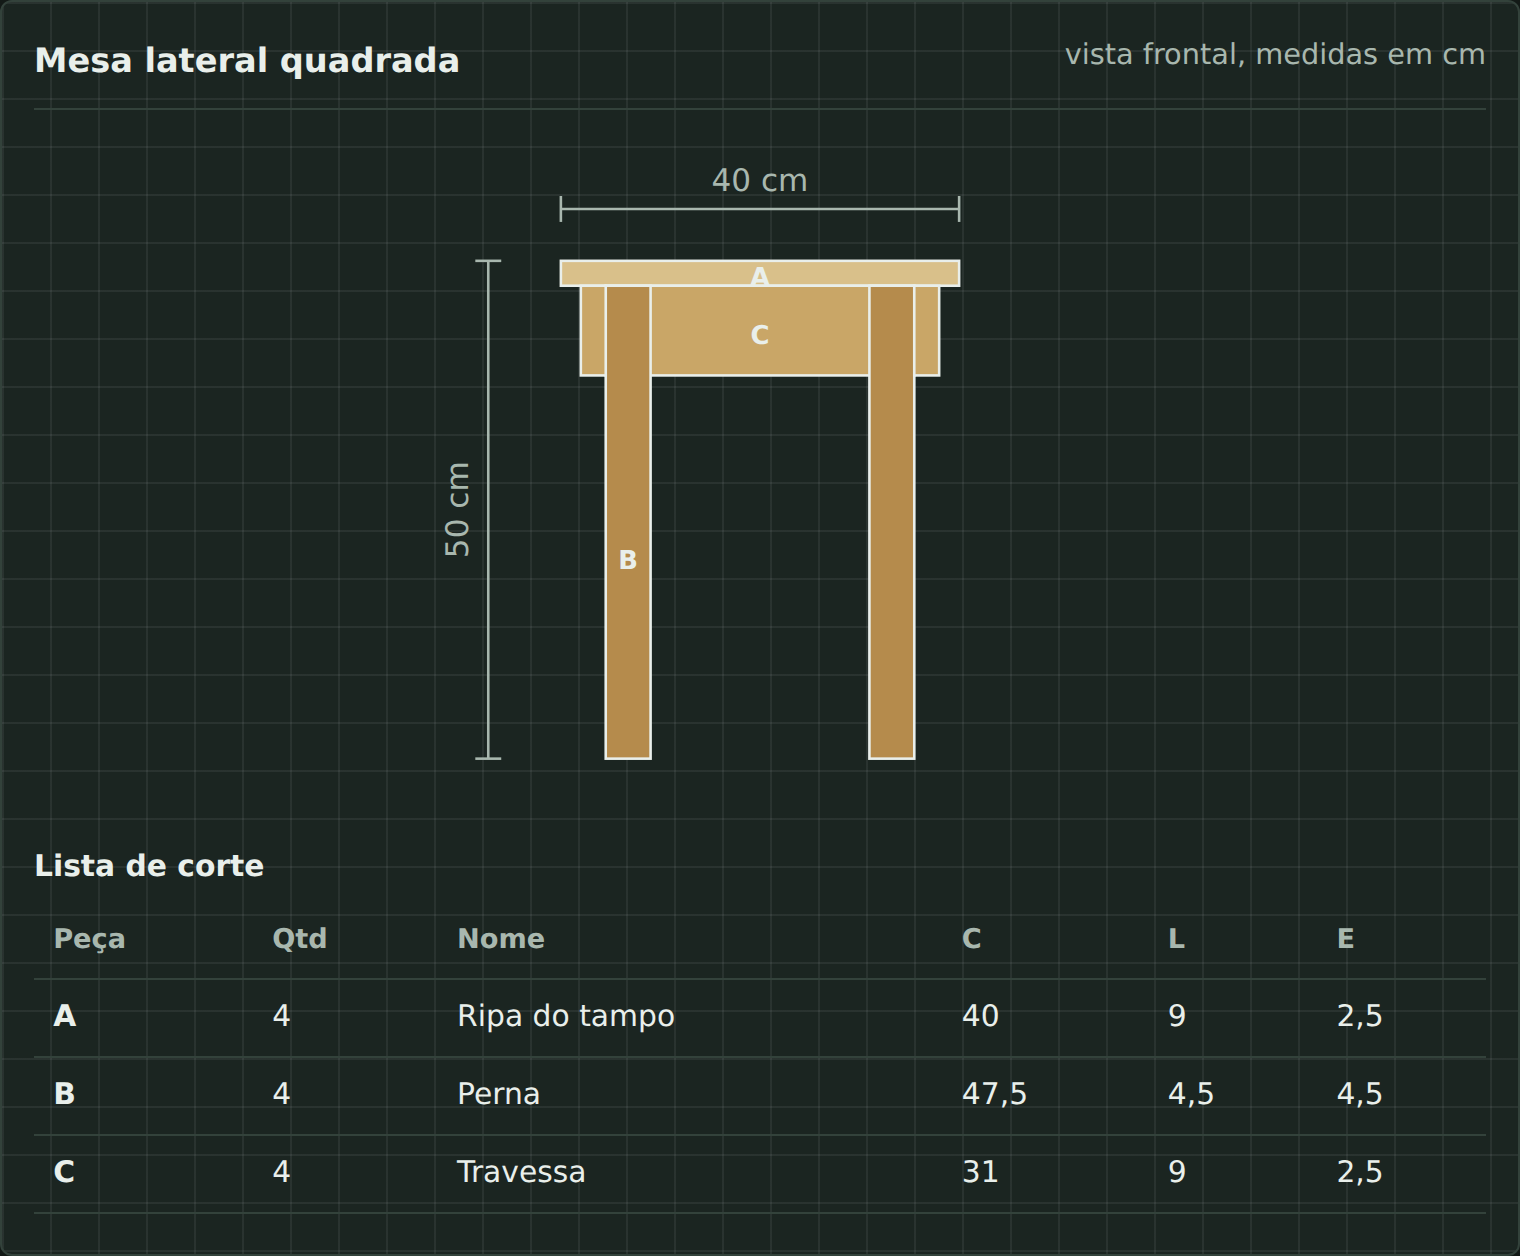 Mesa lateral quadrada
vista frontal, medidas em cm
40 cm
A
C
50 cm
B
Lista de corte
Peça Qtd Nome C L E
A 4 Ripa do tampo 40 9 2,5
B 4 Perna 47,5 4,5 4,5
C 4 Travessa 31 9 2,5